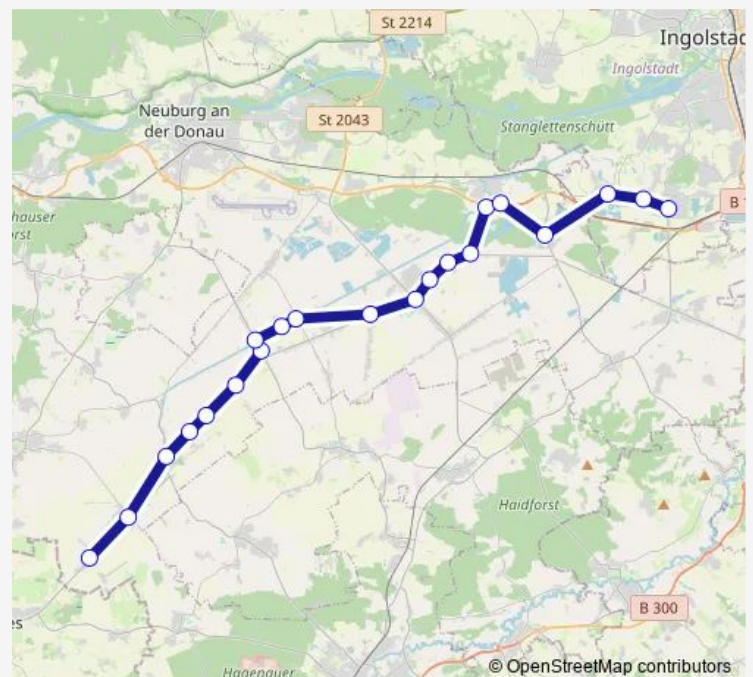 St 2214
Ingolstad
Ingolstadt
Neuburg an
der Donau
St 2043
Stanglettenschütt
B 1
hauser
orst
Haidforst
B 300
es
Hagenauer
© OpenStreetMap contributors